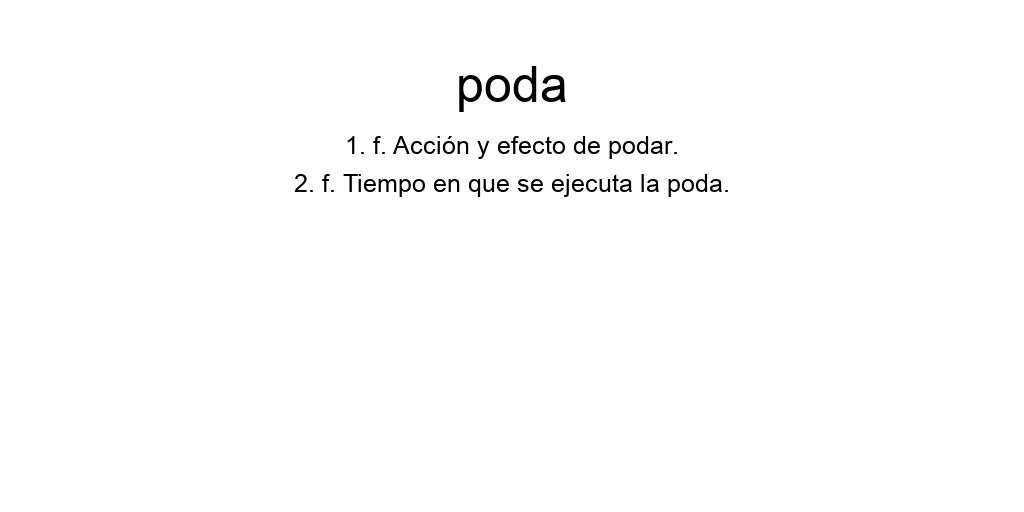 poda
1. f. Acción y efecto de podar.
2. f. Tiempo en que se ejecuta la poda.